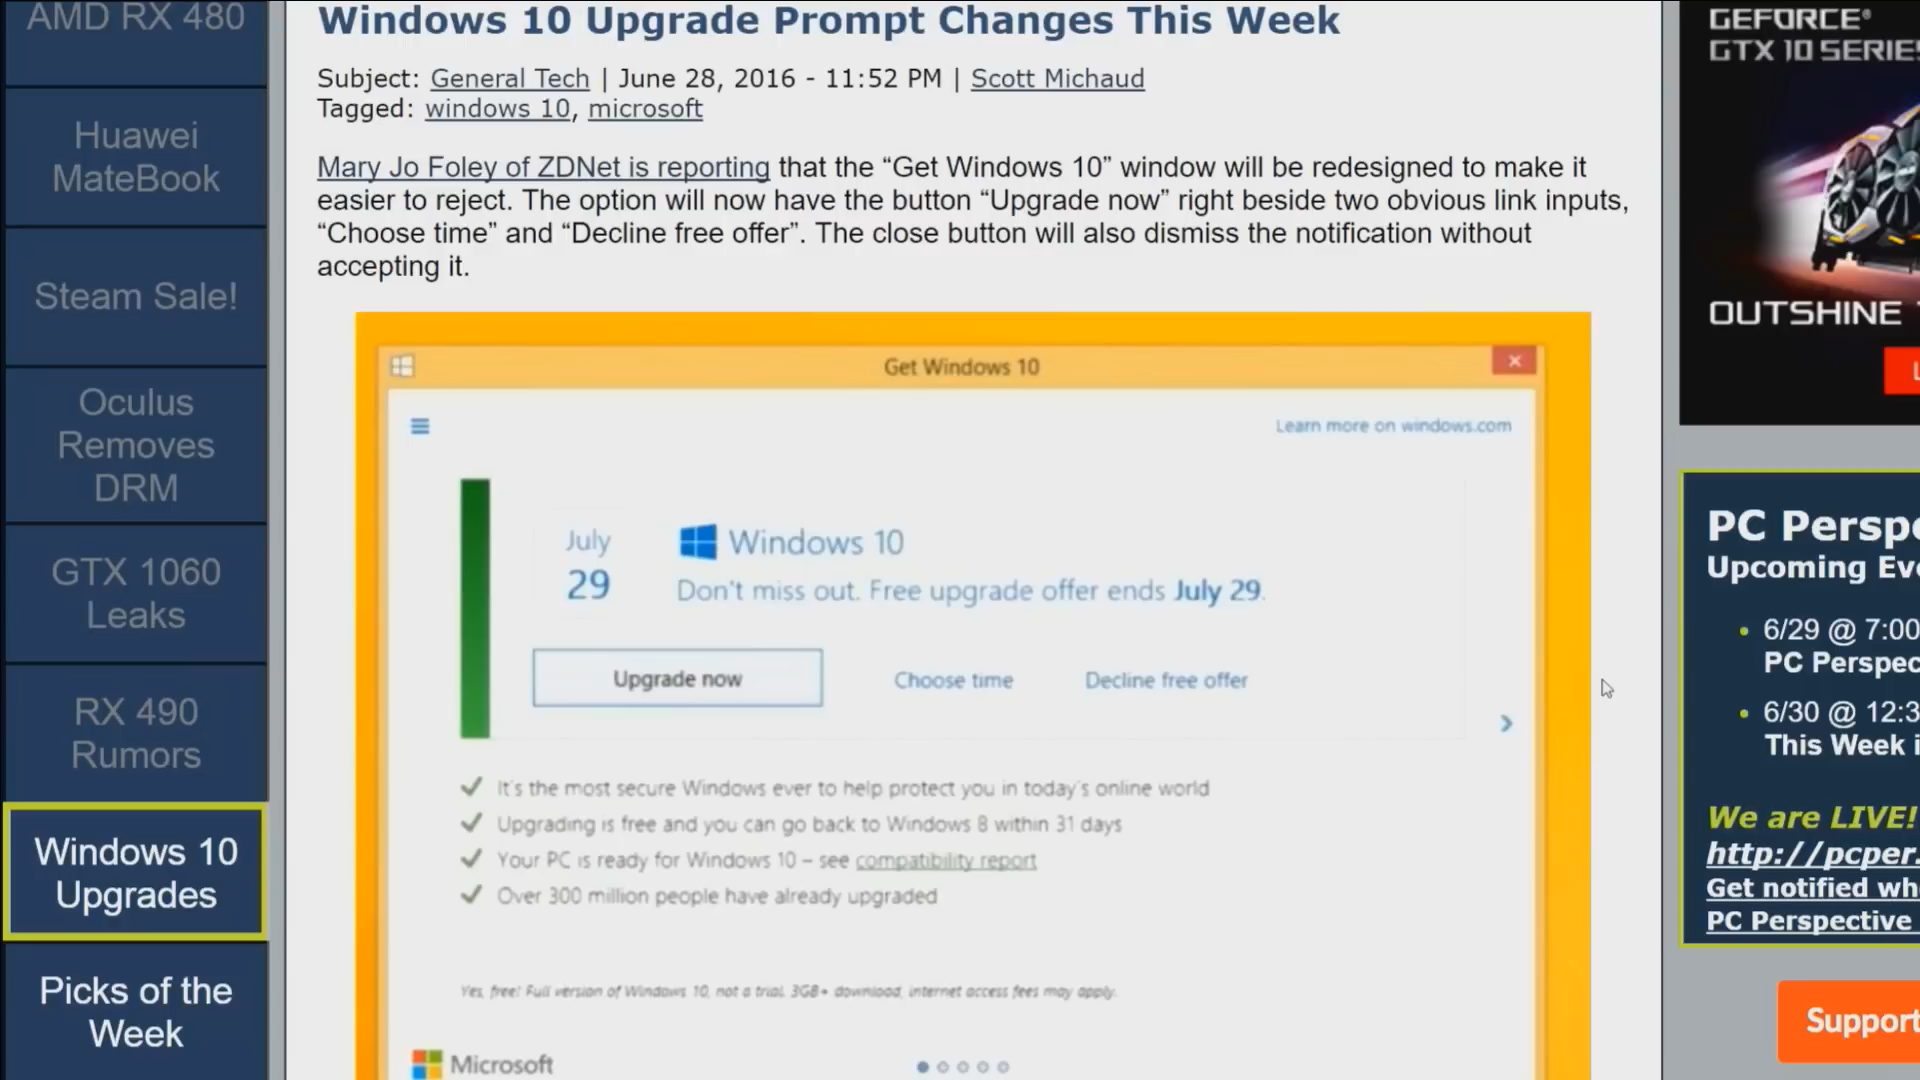 AMD RX 480
Huawei
MateBook
Steam Sale!
Oculus
Removes
DRM
GTX 1060
Leaks
RX 490
Rumors
Windows 10
Upgrades
Picks of the
Week
Windows 10 Upgrade Prompt Changes This Week
Subject: General Tech | June 28, 2016 - 11:52 PM | Scott Michaud
Tagged: windows 10, microsoft
Mary Jo Foley of ZDNet is reporting that the “Get Windows 10” window will be redesigned to make it
easier to reject. The option will now have the button “Upgrade now” right beside two obvious link inputs,
“Choose time” and “Decline free offer”. The close button will also dismiss the notification without
accepting it.
Get Windows 10
Learn more on windows.com
July
29
Windows 10
Don't miss out. Free upgrade offer ends July 29.
Upgrade now
Choose time
Decline free offer
It's the most secure Windows ever to help protect you in today's online world
Upgrading is free and you can go back to Windows 8 within 31 days
Your PC is ready for Windows 10 – see compatibility report
Over 300 million people have already upgraded
Yes, free! Full version of Windows 10, not a trial. 3GB+ download, internet access fees may apply.
Microsoft
GEFORCE®
GTX 10 SERIES
OUTSHINE
L
PC Perspe
Upcoming Eve
6/29 @ 7:00
PC Perspec
6/30 @ 12:3
This Week i
We are LIVE!
http://pcper.
Get notified wh
PC Perspective
Support